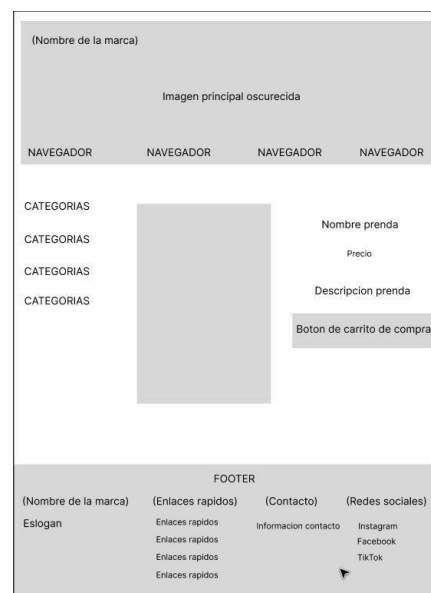 (Nombre de la marca)
Imagen principal oscurecida
NAVEGADOR NAVEGADOR NAVEGADOR NAVEGADOR
CATEGORIAS
CATEGORIAS
CATEGORIAS
CATEGORIAS
Nombre prenda
Precio
Descripcion prenda
Boton de carrito de compra
FOOTER
(Nombre de la marca) (Enlaces rapidos) (Contacto) (Redes sociales)
Eslogan Enlaces rapidos Informacion contacto Instagram
Enlaces rapidos Facebook
Enlaces rapidos TikTok
Enlaces rapidos